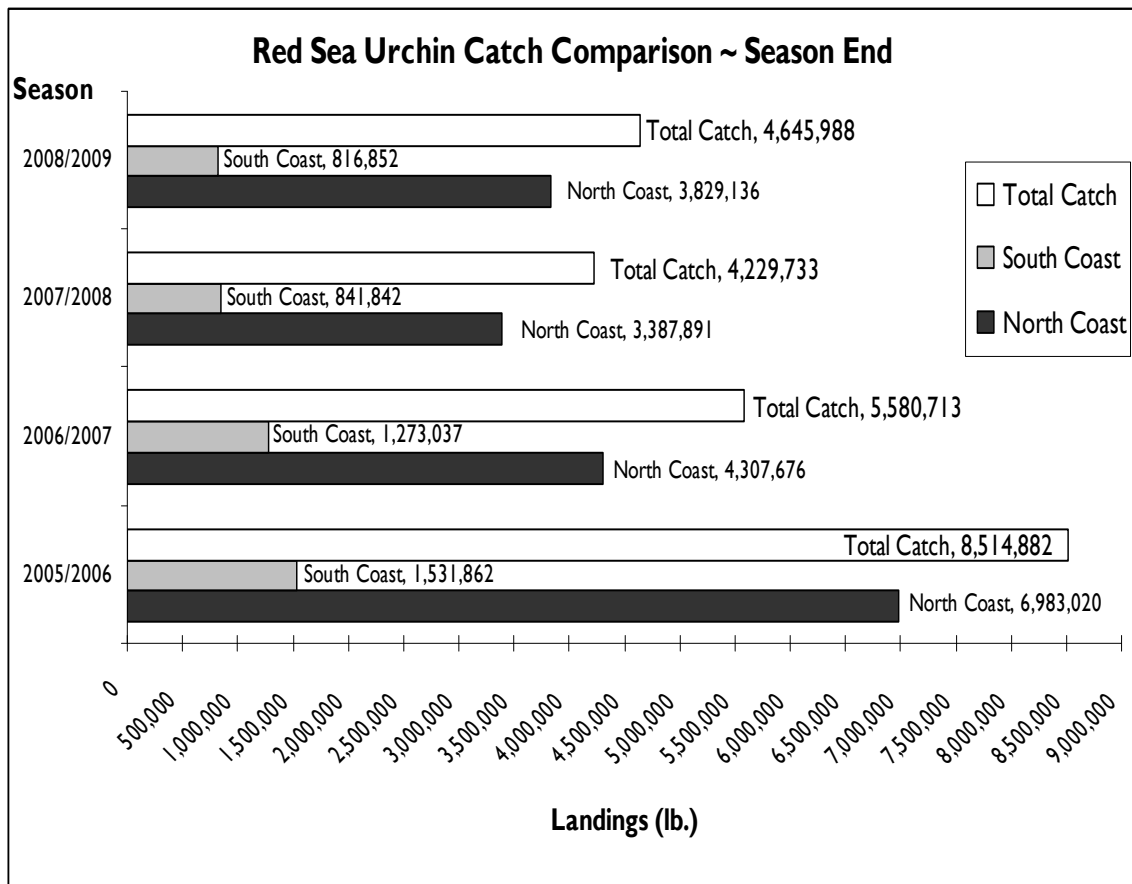 Red Sea Urchin Catch Comparison ~ Season End
Season
2008/2009
Total Catch, 4,645,988
South Coast, 816,852
North Coast, 3,829,136
2007/2008
Total Catch, 4,229,733
South Coast, 841,842
North Coast, 3,387,891
2006/2007
Total Catch, 5,580,713
South Coast, 1,273,037
North Coast, 4,307,676
2005/2006
Total Catch, 8,514,882
South Coast, 1,531,862
North Coast, 6,983,020
Total Catch
South Coast
North Coast
0
500,000
1,000,000
1,500,000
2,000,000
2,500,000
3,000,000
3,500,000
4,000,000
4,500,000
5,000,000
5,500,000
6,000,000
6,500,000
7,000,000
7,500,000
8,000,000
8,500,000
9,000,000
Landings (lb.)